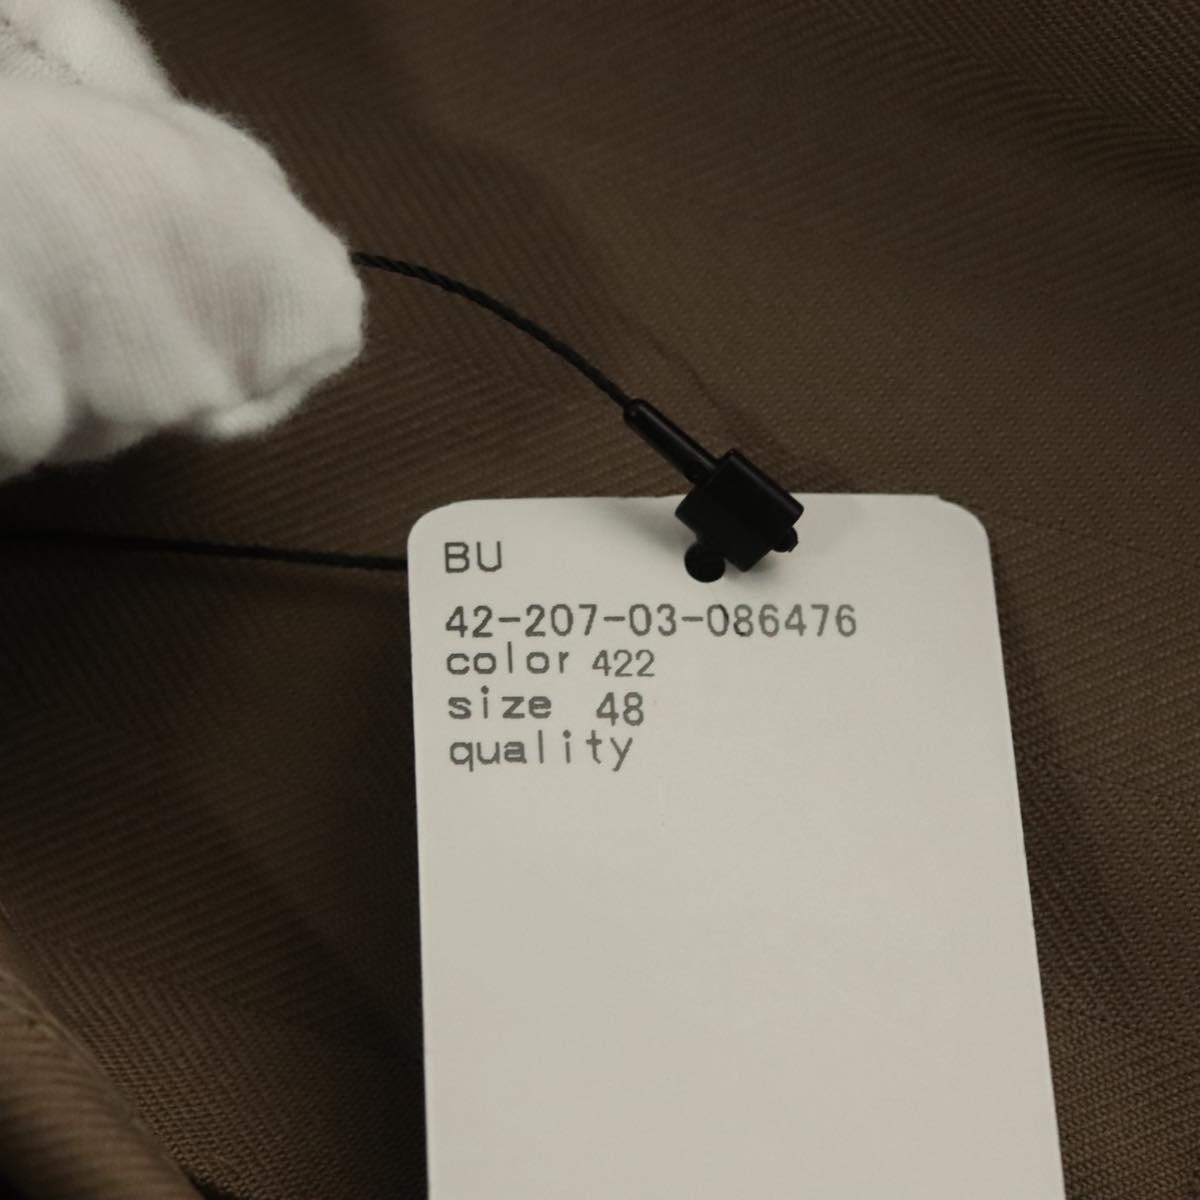 BU
42-207-03-086476
color 422
size 48
quality